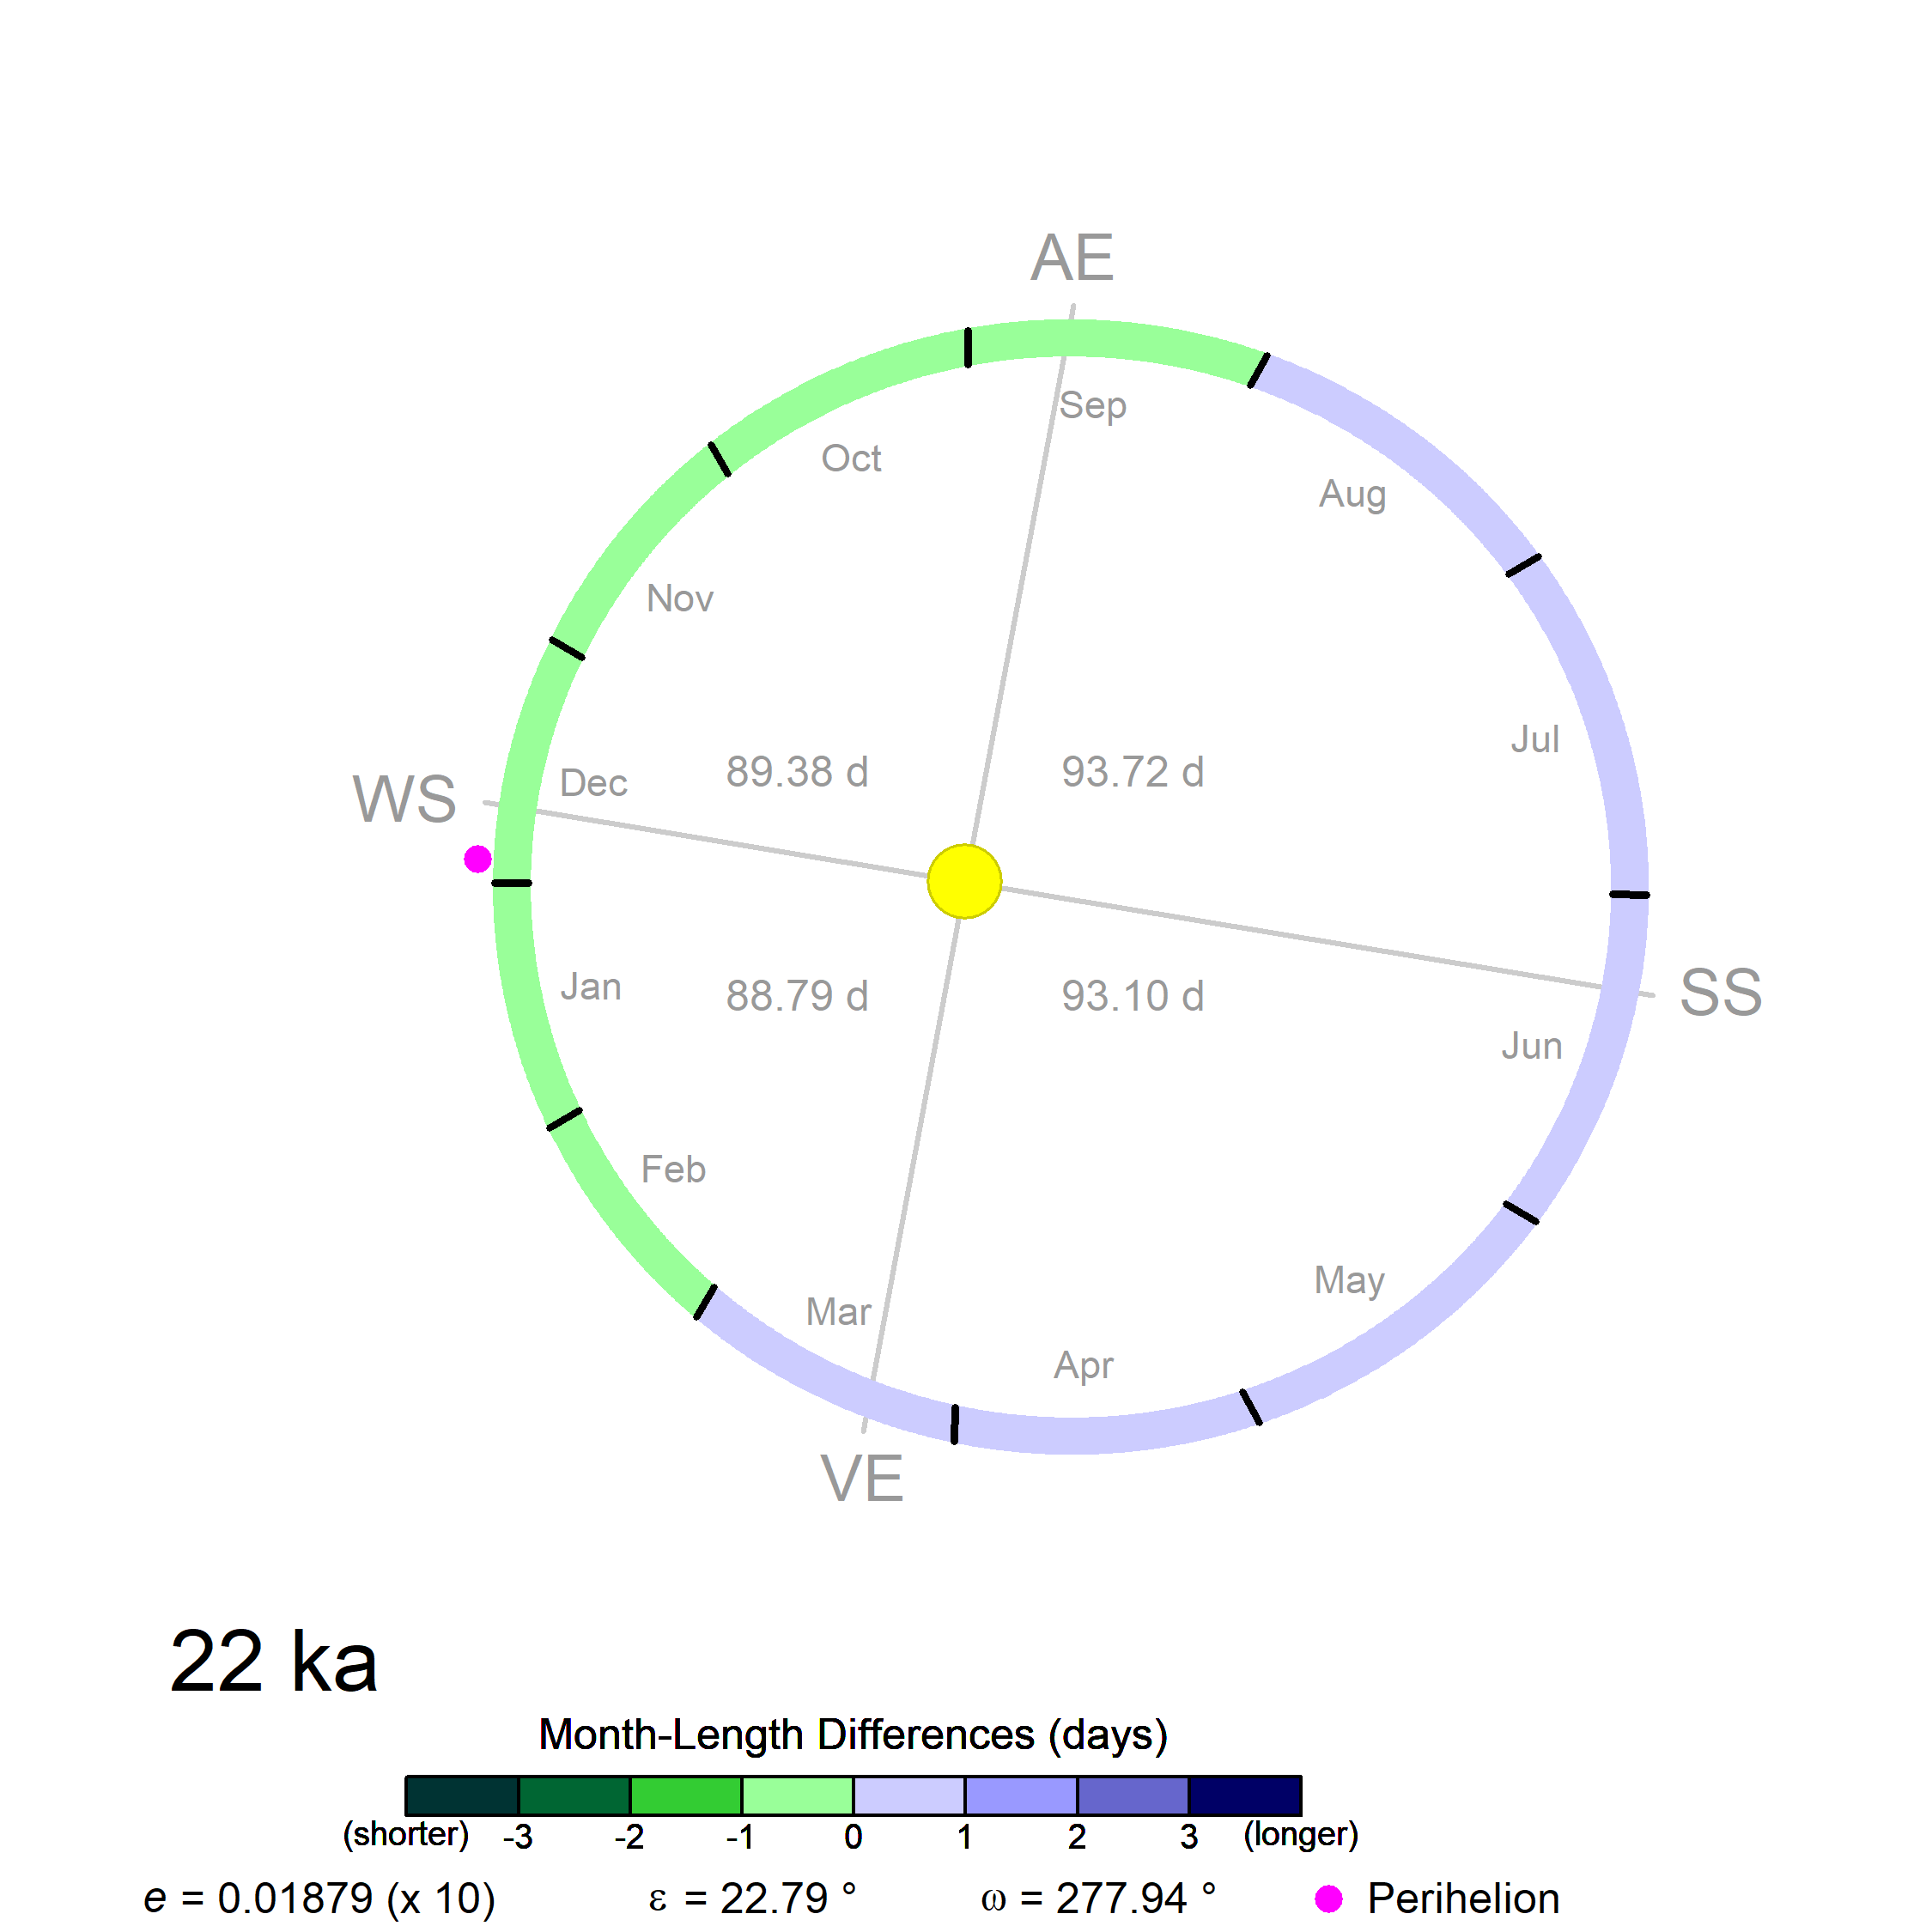 AE
Sep
Oct
Aug
Nov
Jul
WS
Dec
89.38 d
93.72 d
Jan
88.79 d
93.10 d
SS
Jun
Feb
Mar
May
Apr
VE
22 ka
Month-Length Differences (days)
(shorter) -3 -2 -1 0 1 2 3 (longer)
e = 0.01879 (x 10) ε = 22.79 ° ω = 277.94 ° Perihelion